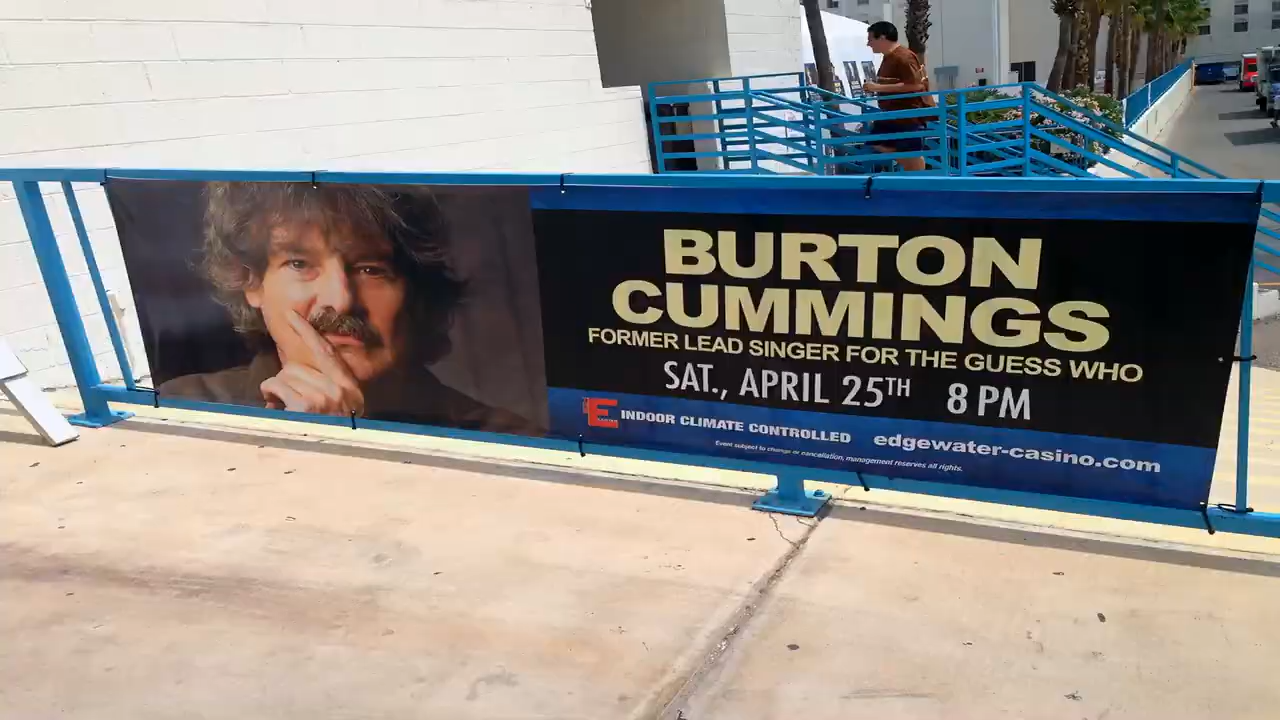 BURTON
CUMMINGS
FORMER LEAD SINGER FOR THE GUESS WHO
SAT., APRIL 25TH 8 PM
E INDOOR CLIMATE CONTROLLED edgewater-casino.com
Event subject to change or cancellation, management reserves all rights.